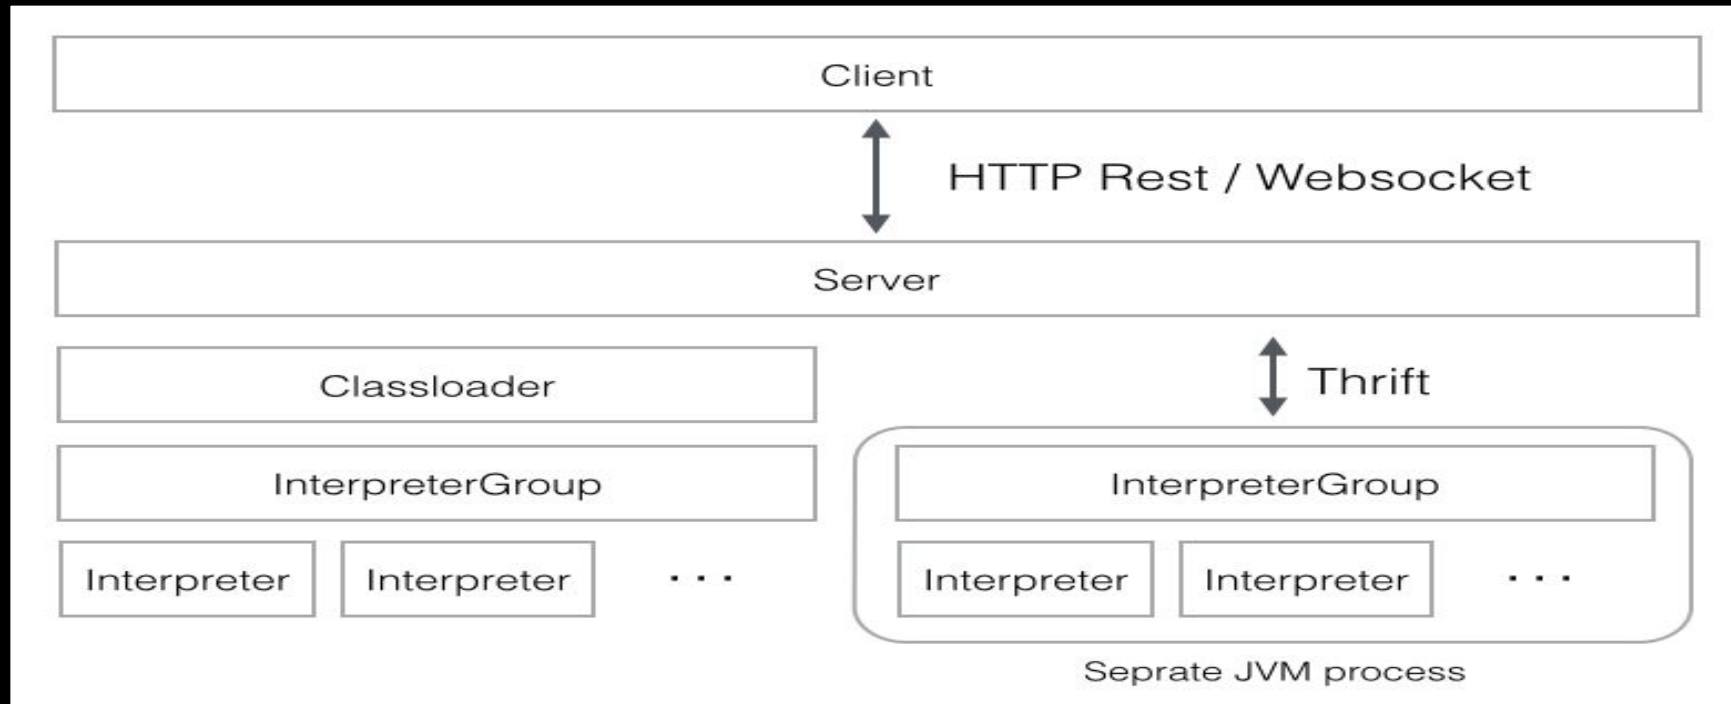 Client
HTTP Rest / Websocket
Server
Classloader
Thrift
InterpreterGroup
InterpreterGroup
Interpreter Interpreter ...
Interpreter Interpreter ...
Seprate JVM process